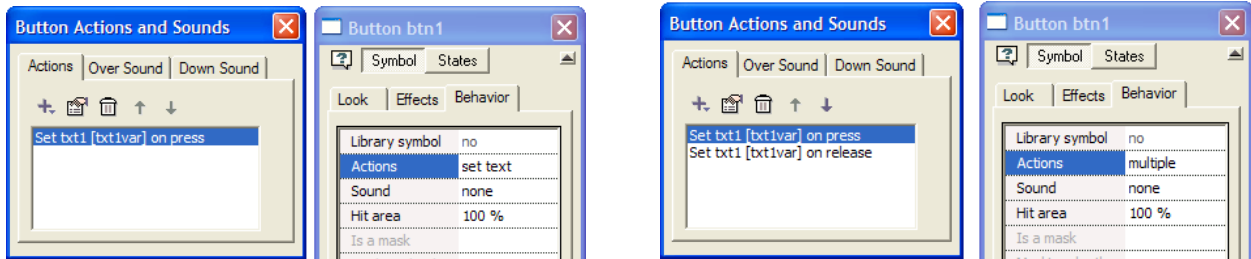 Button Actions and Sounds
Actions Over Sound Down Sound
Set txt1 [txt1var] on press
Button btn1
Symbol States
Look Effects Behavior
Library symbol no
Actions set text
Sound none
Hit area 100 %
Is a mask
Button Actions and Sounds
Actions Over Sound Down Sound
Set txt1 [txt1var] on press
Set txt1 [txt1var] on release
Button btn1
Symbol States
Look Effects Behavior
Library symbol no
Actions multiple
Sound none
Hit area 100 %
Is a mask